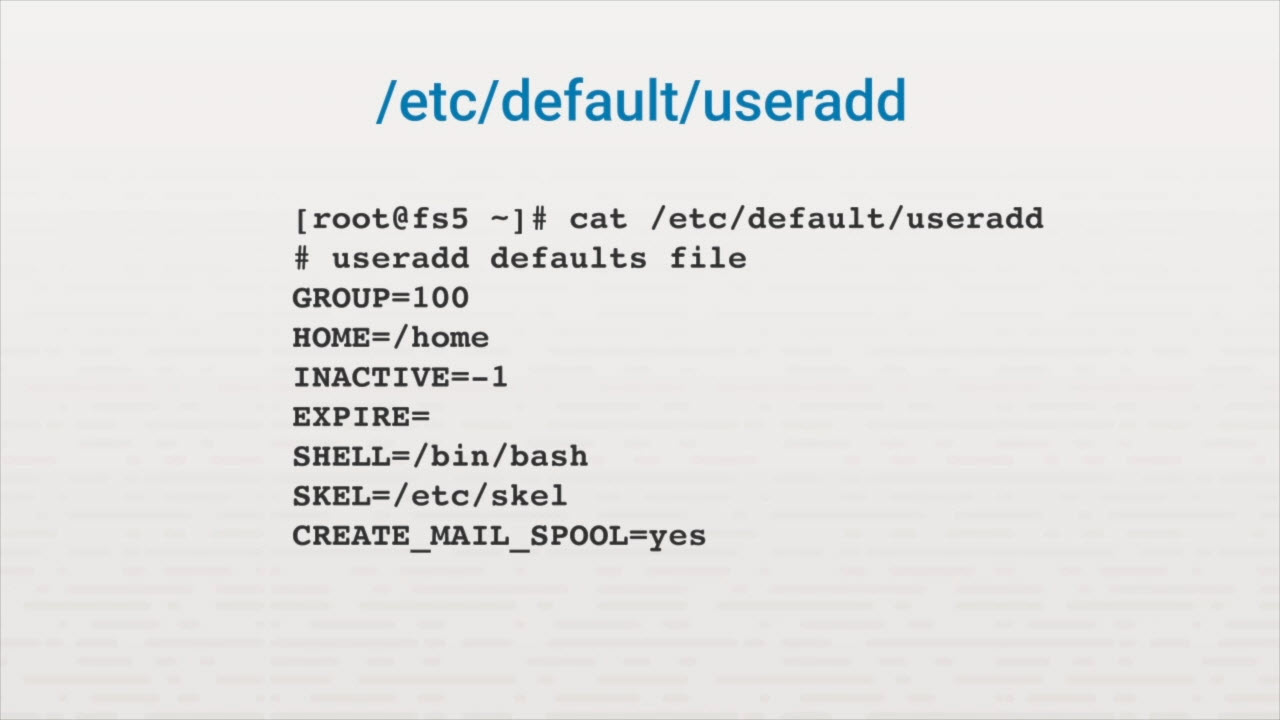 /etc/default/useradd
[root@fs5 ~]# cat /etc/default/useradd
# useradd defaults file
GROUP=100
HOME=/home
INACTIVE=-1
EXPIRE=
SHELL=/bin/bash
SKEL=/etc/skel
CREATE_MAIL_SPOOL=yes